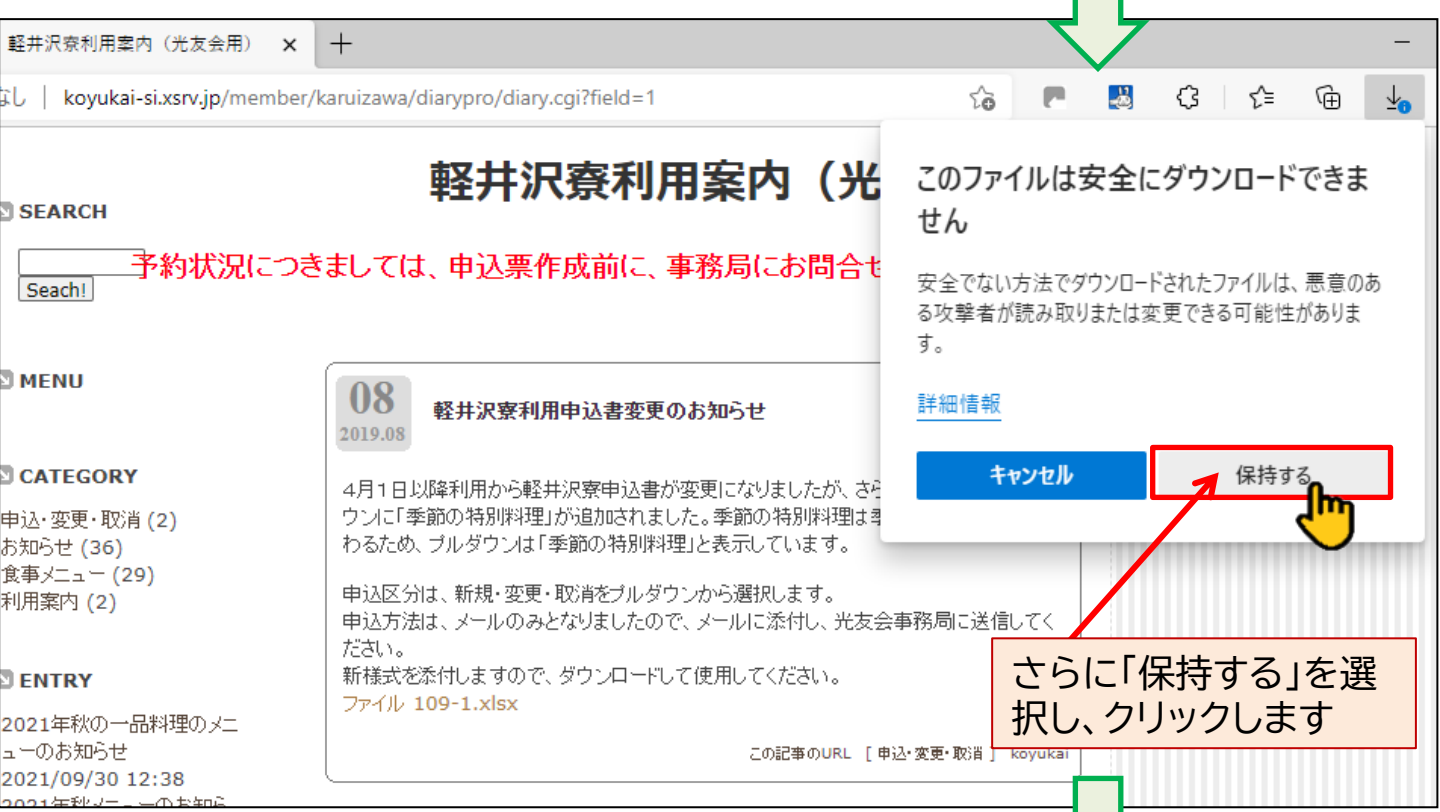 軽井沢寮利用案内（光友会用）
koyukai-si.xsrv.jp/member/karuizawa/diarypro/diary.cgi?field=1
軽井沢寮利用案内（光
SEARCH
予約状況につきましては、申込票作成前に、事務局にお問合せ
Seach!
MENU
CATEGORY
申込・変更・取消 (2)
お知らせ (36)
食事メニュー (29)
利用案内 (2)
ENTRY
2021年秋の一品料理のメニ
ューのお知らせ
2021/09/30 12:38
2021年秋メニューのお知ら
08
2019.08
軽井沢寮利用申込書変更のお知らせ
4月1日以降利用から軽井沢寮申込書が変更になりましたが、さら
ウンに「季節の特別料理」が追加されました。季節の特別料理は季
わるため、プルダウンは「季節の特別料理」と表示しています。
申込区分は、新規・変更・取消をプルダウンから選択します。
申込方法は、メールのみとなりましたので、メールに添付し、光友会事務局に送信してく
ださい。
新様式を添付しますので、ダウンロードして使用してください。
ファイル 109-1.xlsx
この記事のURL [ 申込・変更・取消 ] koyukai
このファイルは安全にダウンロードできま
せん
安全でない方法でダウンロードされたファイルは、悪意のあ
る攻撃者が読み取りまたは変更できる可能性がありま
す。
詳細情報
キャンセル
保持する
さらに「保持する」を選
択し、クリックします